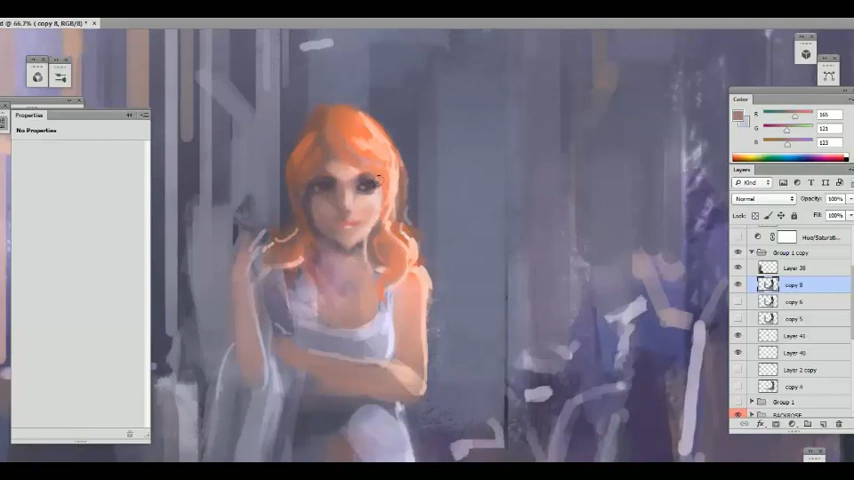 d @ 66.7% ( copy 8, RGB/8) *
Properties
No Properties
Color
R 165
G 121
B 123
Layers
Kind
Normal Opacity: 100%
Lock: Fill: 100%
Hue/Saturati...
Group 1 copy
Layer 38
copy 8
copy 6
copy 5
Layer 41
Layer 40
Layer 2 copy
copy 4
Group 1
BACKROSE
fx